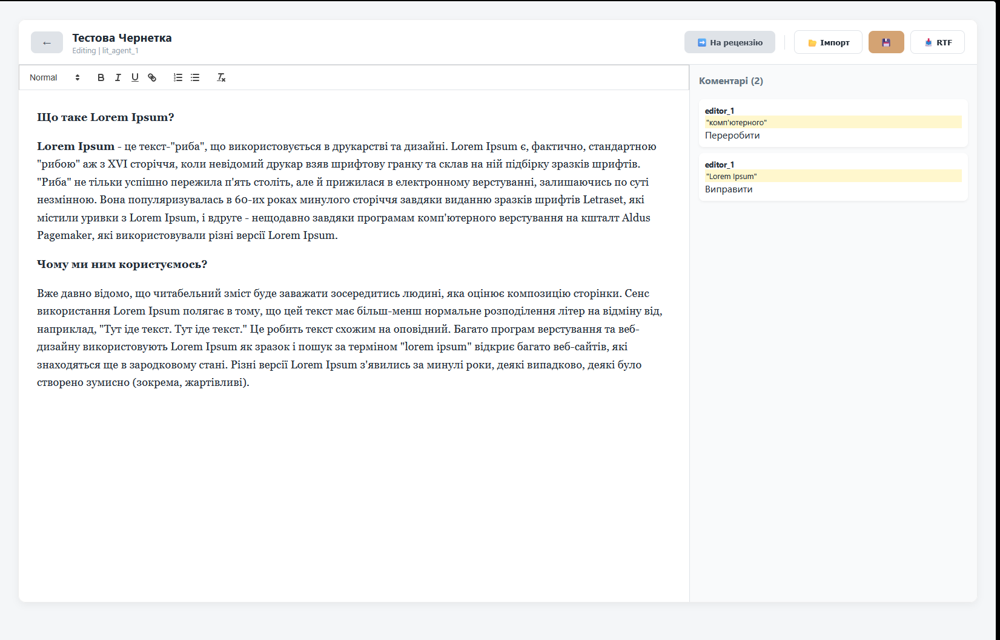 ←
Тестова Чернетка
Editing | lit_agent_1
➡️ На рецензію
📂 Імпорт
💾
📥 RTF
Normal
Що таке Lorem Ipsum?
Lorem Ipsum - це текст-"риба", що використовується в друкарстві та дизайні. Lorem Ipsum є, фактично, стандартною
"рибою" аж з XVI сторіччя, коли невідомий друкар взяв шрифтову гранку та склав на ній підбірку зразків шрифтів.
"Риба" не тільки успішно пережила п'ять століть, але й прижилася в електронному верстуванні, залишаючись по суті
незмінною. Вона популяризувалась в 60-их роках минулого сторіччя завдяки виданню зразків шрифтів Letraset, які
містили уривки з Lorem Ipsum, і вдруге - нещодавно завдяки програмам комп'ютерного верстування на кшталт Aldus
Pagemaker, які використовували різні версії Lorem Ipsum.
Чому ми ним користуємось?
Вже давно відомо, що читабельний зміст буде заважати зосередитись людині, яка оцінює композицію сторінки. Сенс
використання Lorem Ipsum полягає в тому, що цей текст має більш-менш нормальне розподілення літер на відміну від,
наприклад, "Тут іде текст. Тут іде текст." Це робить текст схожим на оповідний. Багато програм верстування та веб-
дизайну використовують Lorem Ipsum як зразок і пошук за терміном "lorem ipsum" відкриє багато веб-сайтів, які
знаходяться ще в зародковому стані. Різні версії Lorem Ipsum з'явились за минулі роки, деякі випадково, деякі було
створено зумисно (зокрема, жартівливі).
Коментарі (2)
editor_1
"комп'ютерного"
Переробити
editor_1
"Lorem Ipsum"
Виправити